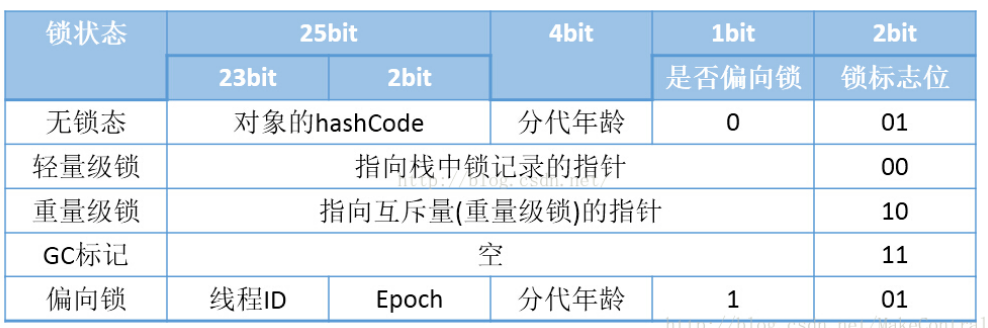 锁状态 25bit 4bit 1bit 2bit
23bit 2bit 是否偏向锁 锁标志位
无锁态 对象的hashCode 分代年龄 0 01
轻量级锁 指向栈中锁记录的指针 00
http://blog.csdn.net/
重量级锁 指向互斥量(重量级锁)的指针 10
GC标记 空 11
偏向锁 线程ID Epoch 分代年龄 1 01